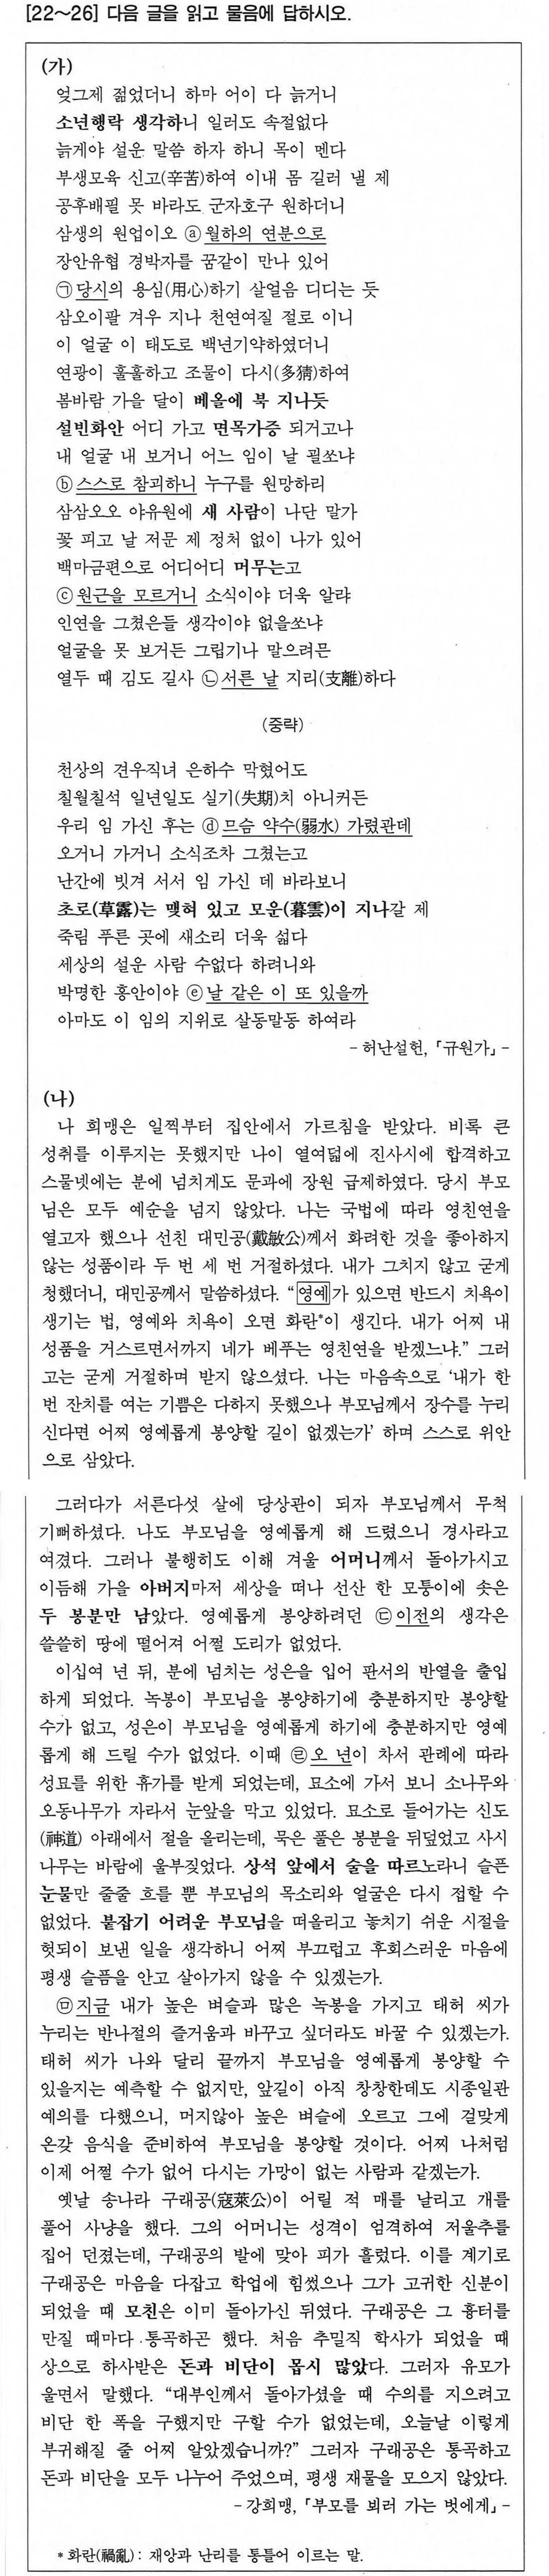 [22~26] 다음 글을 읽고 물음에 답하시오.
(가)
엊그제 젊었더니 하마 어이 다 늙거니
소년행락 생각하니 일러도 속절없다
늙게야 설운 말씀 하자 하니 목이 멘다
부생모육 신고(辛苦)하여 이내 몸 길러 낼 제
공후배필 못 바라도 군자호구 원하더니
삼생의 원업이오 ⓐ월하의 연분으로
장안유협 경박자를 꿈같이 만나 있어
㉠당시의 용심(用心)하기 살얼음 디디는 듯
삼오이팔 겨우 지나 천연여질 절로 이니
이 얼굴 이 태도로 백년기약하였더니
연광이 훌훌하고 조물이 다시(多猜)하여
봄바람 가을 달이 베올에 북 지나듯
설빈화안 어디 가고 면목가증 되거고나
내 얼굴 내 보거니 어느 임이 날 괼쏘냐
ⓑ스스로 참괴하니 누구를 원망하리
삼삼오오 야유원에 새 사람이 나단 말가
꽃 피고 날 저문 제 정처 없이 나가 있어
백마금편으로 어디어디 머무는고
ⓒ원근을 모르거니 소식이야 더욱 알랴
인연을 그쳤은들 생각이야 없을쏘냐
얼굴을 못 보거든 그립기나 말으려믄
열두 때 김도 길사 ㉡서른 날 지리(支離)하다
(중략)
천상의 견우직녀 은하수 막혔어도
칠월칠석 일년일도 실기(失期)치 아니커든
우리 임 가신 후는 ⓓ므슴 약수(弱水) 가렸관데
오거니 가거니 소식조차 그쳤는고
난간에 빗겨 서서 임 가신 데 바라보니
초로(草露)는 맺혀 있고 모운(暮雲)이 지나갈 제
죽림 푸른 곳에 새소리 더욱 섧다
세상의 설운 사람 수없다 하려니와
박명한 홍안이야 ⓔ날 같은 이 또 있을까
아마도 이 임의 지위로 살동말동 하여라
- 허난설헌, 「규원가」 -
(나)
나 희맹은 일찍부터 집안에서 가르침을 받았다. 비록 큰
성취를 이루지는 못했지만 나이 열여덟에 진사시에 합격하고
스물넷에는 분에 넘치게도 문과에 장원 급제하였다. 당시 부모
님은 모두 예순을 넘지 않았다. 나는 국법에 따라 영친연을
열고자 했으나 선친 대민공(戴敏公)께서 화려한 것을 좋아하지
않는 성품이라 두 번 세 번 거절하셨다. 내가 그치지 않고 굳게
청했더니, 대민공께서 말씀하셨다. “영예가 있으면 반드시 치욕이
생기는 법, 영예와 치욕이 오면 화란*이 생긴다. 내가 어찌 내
성품을 거스르면서까지 네가 베푸는 영친연을 받겠느냐.” 그러
고는 굳게 거절하며 받지 않으셨다. 나는 마음속으로 ‘내가 한
번 잔치를 여는 기쁨은 다하지 못했으나 부모님께서 장수를 누리
신다면 어찌 영예롭게 봉양할 길이 없겠는가’ 하며 스스로 위안
으로 삼았다.
그러다가 서른다섯 살에 당상관이 되자 부모님께서 무척
기뻐하셨다. 나도 부모님을 영예롭게 해 드렸으니 경사라고
여겼다. 그러나 불행히도 이해 겨울 어머니께서 돌아가시고
이듬해 가을 아버지마저 세상을 떠나 선산 한 모퉁이에 솟은
두 봉분만 남았다. 영예롭게 봉양하려던 ㉢이전의 생각은
쓸쓸히 땅에 떨어져 어쩔 도리가 없었다.
이십여 년 뒤, 분에 넘치는 성은을 입어 판서의 반열을 출입
하게 되었다. 녹봉이 부모님을 봉양하기에 충분하지만 봉양할
수가 없고, 성은이 부모님을 영예롭게 하기에 충분하지만 영예
롭게 해 드릴 수가 없었다. 이때 ㉣오 년이 차서 관례에 따라
성묘를 위한 휴가를 받게 되었는데, 묘소에 가서 보니 소나무와
오동나무가 자라서 눈앞을 막고 있었다. 묘소로 들어가는 신도
(神道) 아래에서 절을 올리는데, 묵은 풀은 봉분을 뒤덮었고 사시
나무는 바람에 울부짖었다. 상석 앞에서 술을 따르노라니 슬픈
눈물만 줄줄 흐를 뿐 부모님의 목소리와 얼굴은 다시 접할 수
없었다. 붙잡기 어려운 부모님을 떠올리고 놓치기 쉬운 시절을
헛되이 보낸 일을 생각하니 어찌 부끄럽고 후회스러운 마음에
평생 슬픔을 안고 살아가지 않을 수 있겠는가.
㉤지금 내가 높은 벼슬과 많은 녹봉을 가지고 태허 씨가
누리는 반나절의 즐거움과 바꾸고 싶더라도 바꿀 수 있겠는가.
태허 씨가 나와 달리 끝까지 부모님을 영예롭게 봉양할 수
있을지는 예측할 수 없지만, 앞길이 아직 창창한데도 시종일관
예의를 다했으니, 머지않아 높은 벼슬에 오르고 그에 걸맞게
온갖 음식을 준비하여 부모님을 봉양할 것이다. 어찌 나처럼
이제 어쩔 수가 없어 다시는 가망이 없는 사람과 같겠는가.
옛날 송나라 구래공(寇萊公)이 어릴 적 매를 날리고 개를
풀어 사냥을 했다. 그의 어머니는 성격이 엄격하여 저울추를
집어 던졌는데, 구래공의 발에 맞아 피가 흘렀다. 이를 계기로
구래공은 마음을 다잡고 학업에 힘썼으나 그가 고귀한 신분이
되었을 때 모친은 이미 돌아가신 뒤였다. 구래공은 그 흉터를
만질 때마다 통곡하곤 했다. 처음 추밀직 학사가 되었을 때
상으로 하사받은 돈과 비단이 몹시 많았다. 그러자 유모가
울면서 말했다. “대부인께서 돌아가셨을 때 수의를 지으려고
비단 한 폭을 구했지만 구할 수가 없었는데, 오늘날 이렇게
부귀해질 줄 어찌 알았겠습니까?” 그러자 구래공은 통곡하고
돈과 비단을 모두 나누어 주었으며, 평생 재물을 모으지 않았다.
- 강희맹, 「부모를 뵈러 가는 벗에게」 -
* 화란(禍亂): 재앙과 난리를 통틀어 이르는 말.